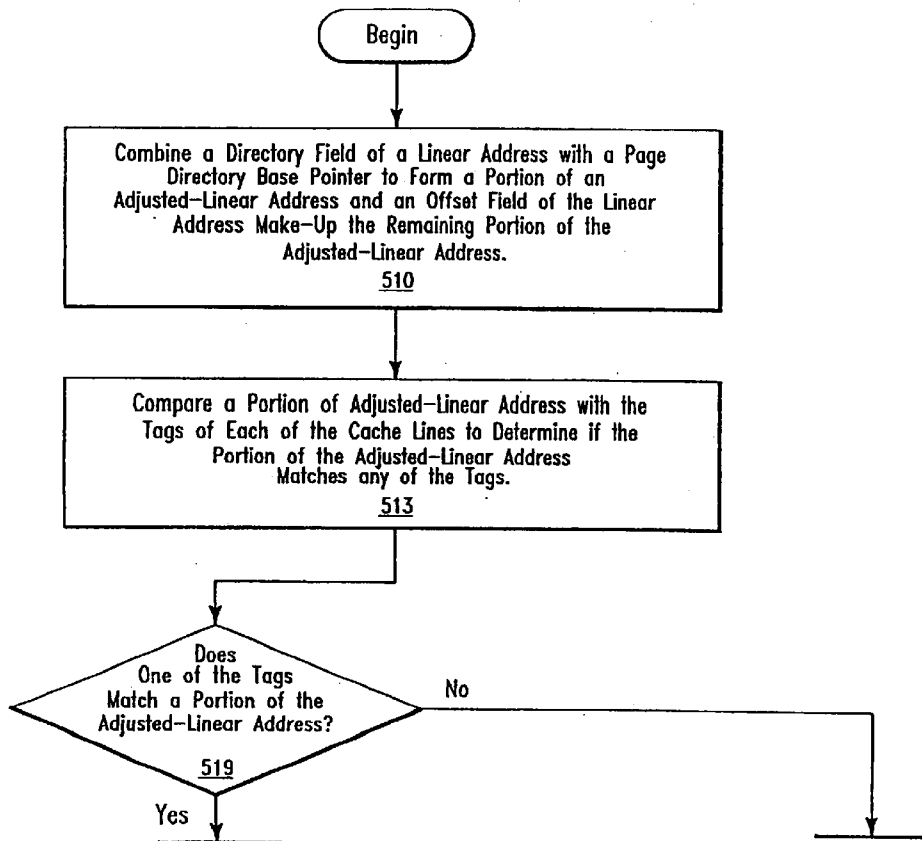 Begin
Combine a Directory Field of a Linear Address with a Page
Directory Base Pointer to Form a Portion of an
Adjusted-Linear Address and an Offset Field of the Linear
Address Make-Up the Remaining Portion of the
Adjusted-Linear Address.
510
Compare a Portion of Adjusted-Linear Address with the
Tags of Each of the Cache Lines to Determine if the
Portion of the Adjusted-Linear Address
Matches any of the Tags.
513
Does
One of the Tags
Match a Portion of the
Adjusted-Linear Address?
519
No
Yes